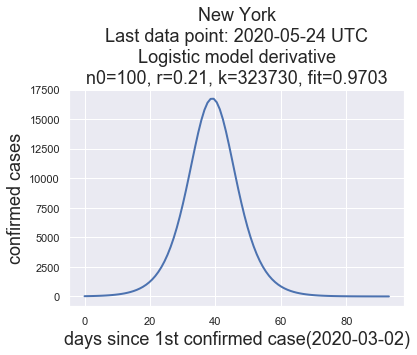 New York
Last data point: 2020-05-24 UTC
Logistic model derivative
n0=100, r=0.21, k=323730, fit=0.9703
17500
15000
12500
10000
7500
5000
2500
0
confirmed cases
0 20 40 60 80
days since 1st confirmed case(2020-03-02)